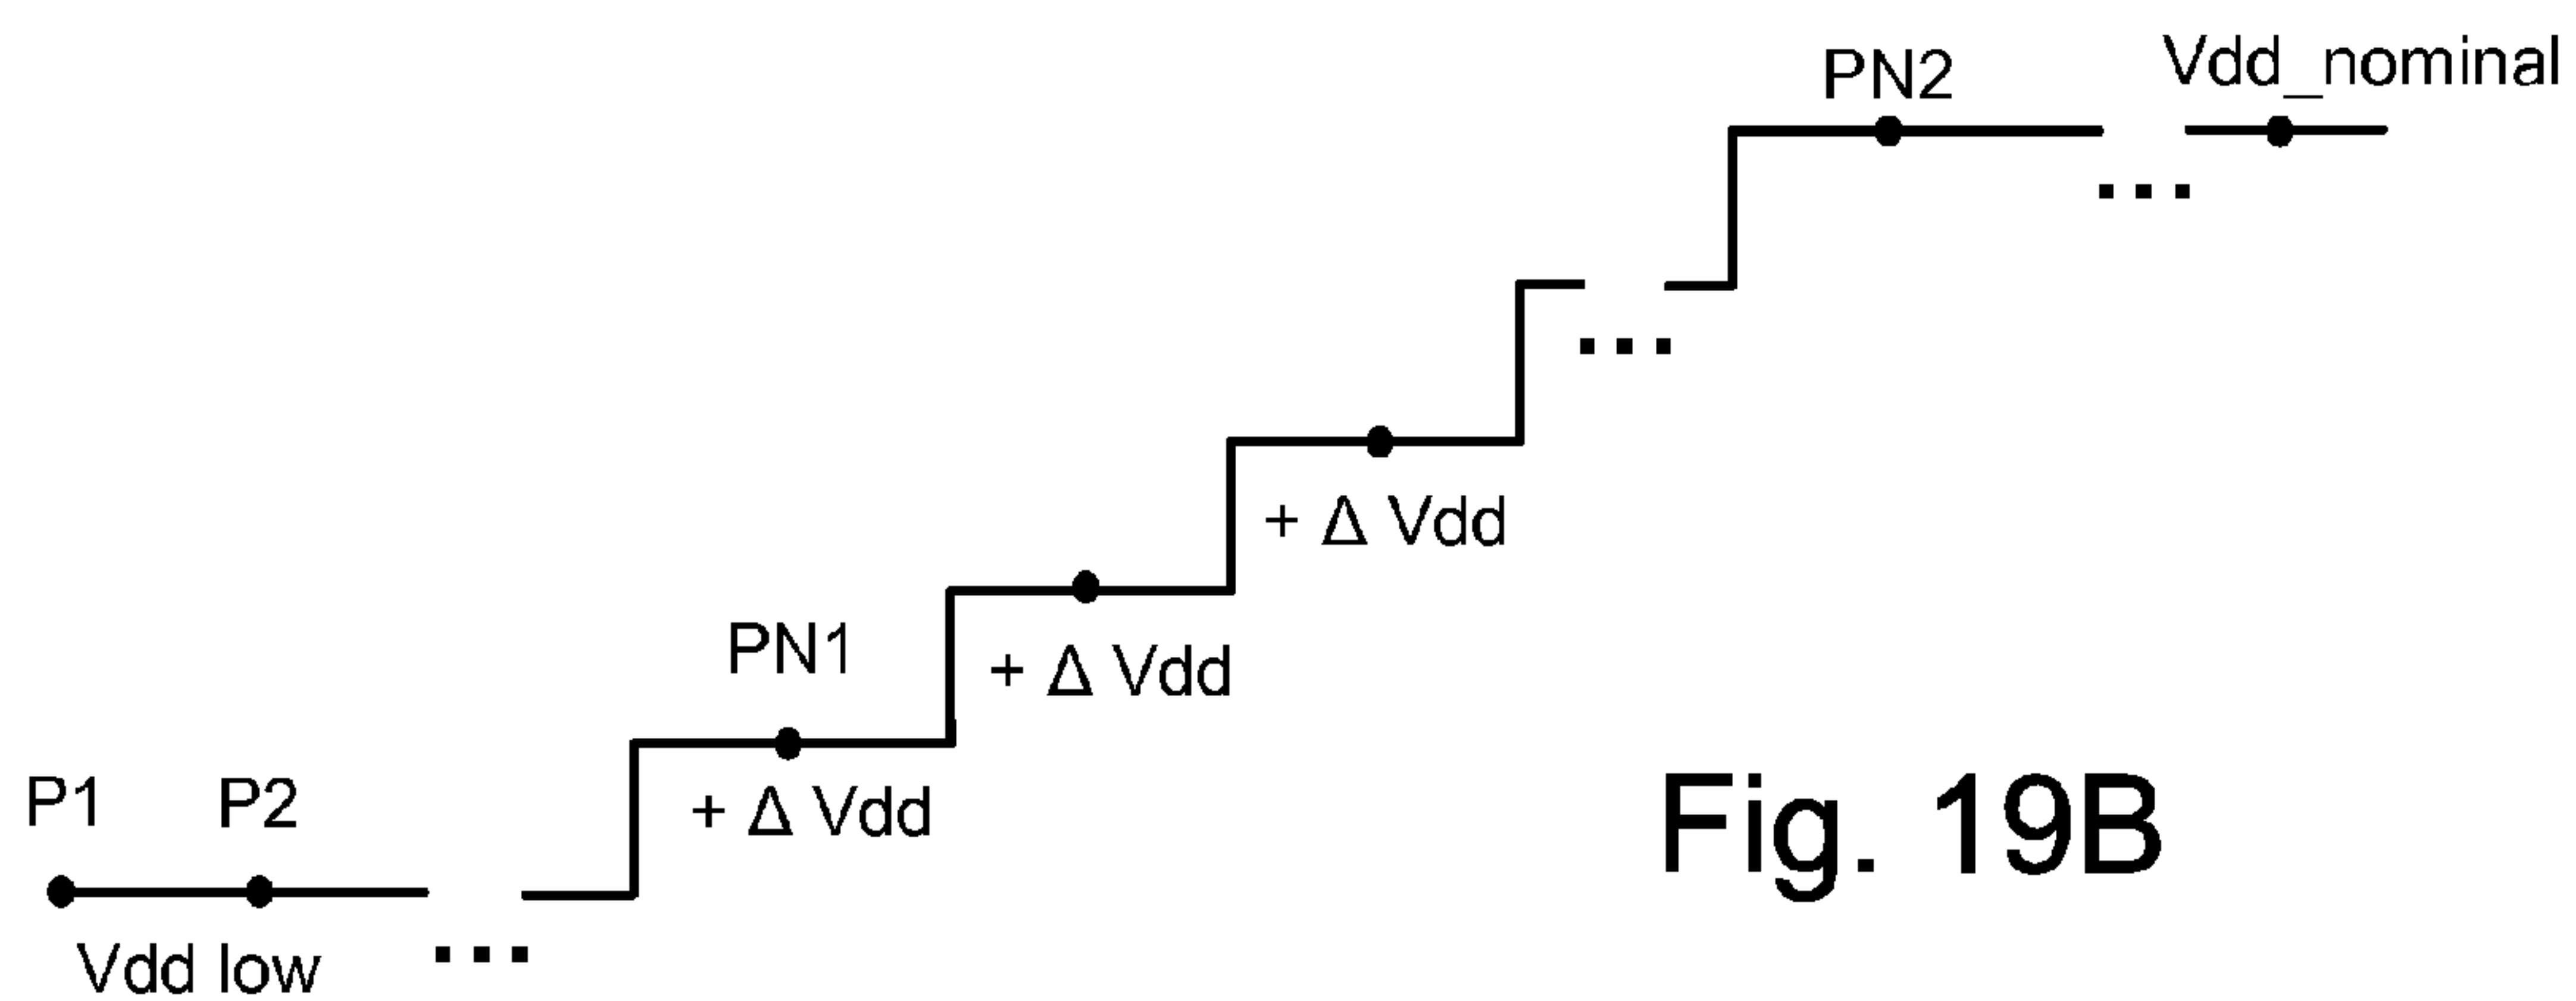 PN2
Vdd_nominal
...
...
+ Δ Vdd
PN1
+ Δ Vdd
P1
P2
+ Δ Vdd
Fig. 19B
Vdd low
...